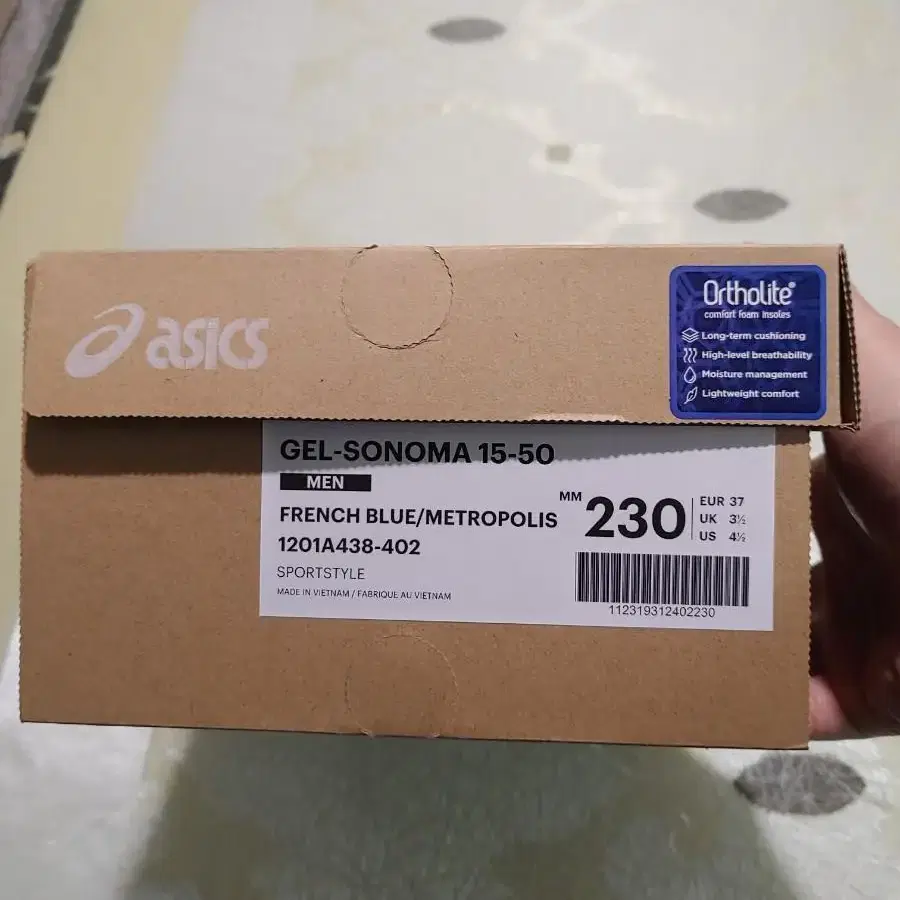 asics
Ortholite®
comfort foam insoles
Long-term cushioning
High-level breathability
Moisture management
Lightweight comfort
GEL-SONOMA 15-50
MEN
FRENCH BLUE/METROPOLIS
1201A438-402
SPORTSTYLE
MADE IN VIETNAM / FABRIQUE AU VIETNAM
MM 230
EUR 37
UK 3½
US 4½
112319312402230